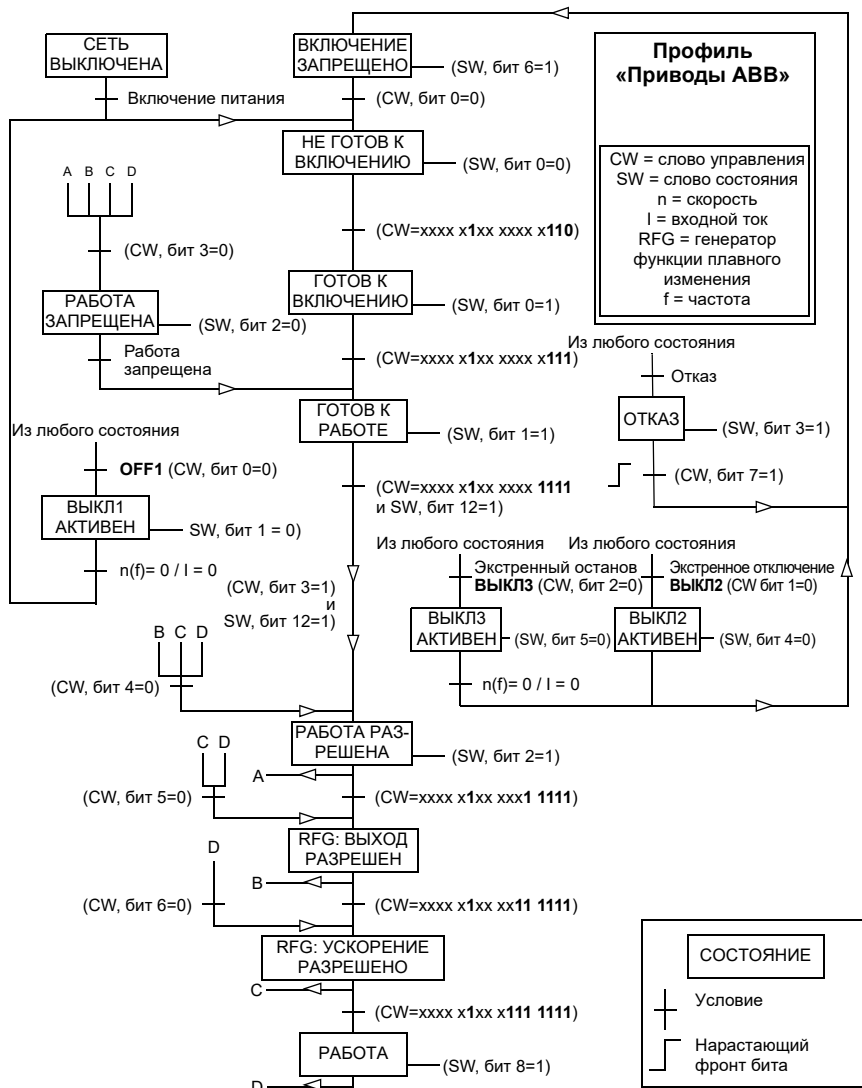 СЕТЬ
ВЫКЛЮЧЕНА
Включение питания
ВКЛЮЧЕНИЕ
ЗАПРЕЩЕНО
(SW, бит 6=1)
(CW, бит 0=0)
Профиль
«Приводы ABB»
CW = слово управления
SW = слово состояния
n = скорость
I = входной ток
RFG = генератор
функции плавного
изменения
f = частота
НЕ ГОТОВ К
ВКЛЮЧЕНИЮ
(SW, бит 0=0)
A B C D
(CW, бит 3=0)
(CW=xxxx x1xx xxxx x110)
РАБОТА
ЗАПРЕЩЕНА
(SW, бит 2=0)
Работа
запрещена
ГОТОВ К
ВКЛЮЧЕНИЮ
(SW, бит 0=1)
(CW=xxxx x1xx xxxx x111)
Из любого состояния
Отказ
ОТКАЗ
(SW, бит 3=1)
(CW, бит 7=1)
ГОТОВ К
РАБОТЕ
(SW, бит 1=1)
Из любого состояния
OFF1 (CW, бит 0=0)
ВЫКЛ1
АКТИВЕН
SW, бит 1 = 0)
n(f)= 0 / I = 0
(CW=xxxx x1xx xxxx 1111
и SW, бит 12=1)
(CW, бит 3=1)
и
SW, бит 12=1)
Из любого состояния
Экстренный останов
ВЫКЛ3 (CW, бит 2=0)
ВЫКЛ3
АКТИВЕН
(SW, бит 5=0)
n(f)= 0 / I = 0
Из любого состояния
Экстренное отключение
ВЫКЛ2 (CW бит 1=0)
ВЫКЛ2
АКТИВЕН
(SW, бит 4=0)
B C D
(CW, бит 4=0)
РАБОТА РАЗ-
РЕШЕНА
(SW, бит 2=1)
C D
A
(CW, бит 5=0)
(CW=xxxx x1xx xxx1 1111)
RFG: ВЫХОД
РАЗРЕШЕН
D
B
(CW, бит 6=0)
(CW=xxxx x1xx xx11 1111)
RFG: УСКОРЕНИЕ
РАЗРЕШЕНО
C
(CW=xxxx x1xx x111 1111)
РАБОТА
(SW, бит 8=1)
D
СОСТОЯНИЕ
Условие
Нарастающий
фронт бита